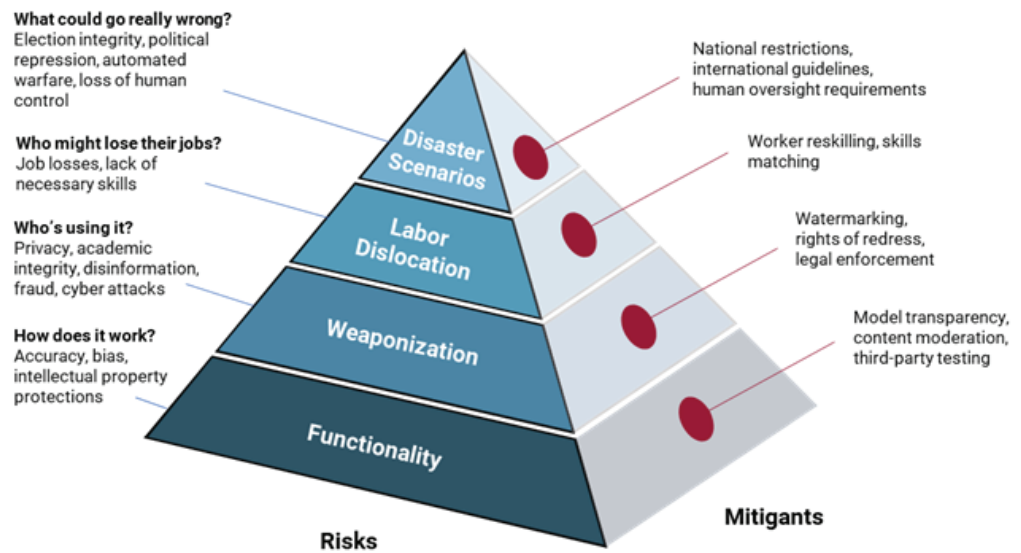 What could go really wrong?
Election integrity, political
repression, automated
warfare, loss of human
control
Who might lose their jobs?
Job losses, lack of
necessary skills
Who's using it?
Privacy, academic
integrity, disinformation,
fraud, cyber attacks
How does it work?
Accuracy, bias,
intellectual property
protections
Disaster
Scenarios
Labor
Dislocation
Weaponization
Functionality
National restrictions,
international guidelines,
human oversight requirements
Worker reskilling, skills
matching
Watermarking,
rights of redress,
legal enforcement
Model transparency,
content moderation,
third-party testing
Risks
Mitigants